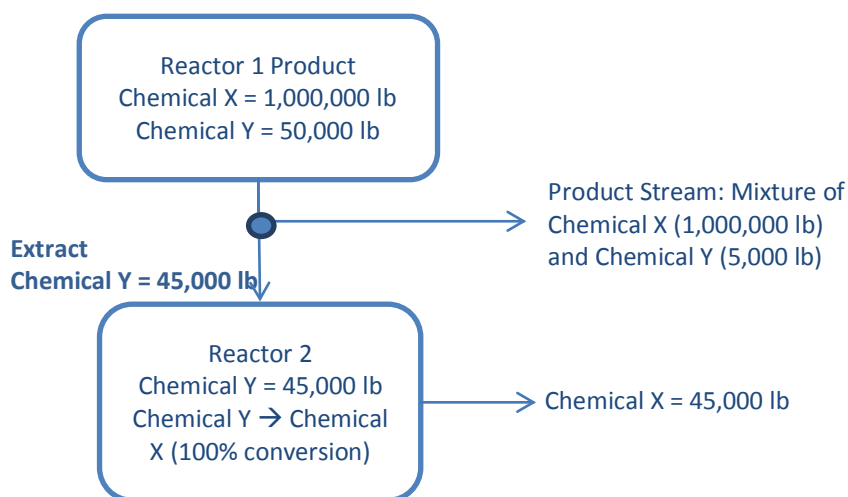 Reactor 1 Product
Chemical X = 1,000,000 lb
Chemical Y = 50,000 lb
Product Stream: Mixture of
Chemical X (1,000,000 lb)
and Chemical Y (5,000 lb)
Extract
Chemical Y = 45,000 lb
Reactor 2
Chemical Y = 45,000 lb
Chemical Y → Chemical
X (100% conversion)
Chemical X = 45,000 lb